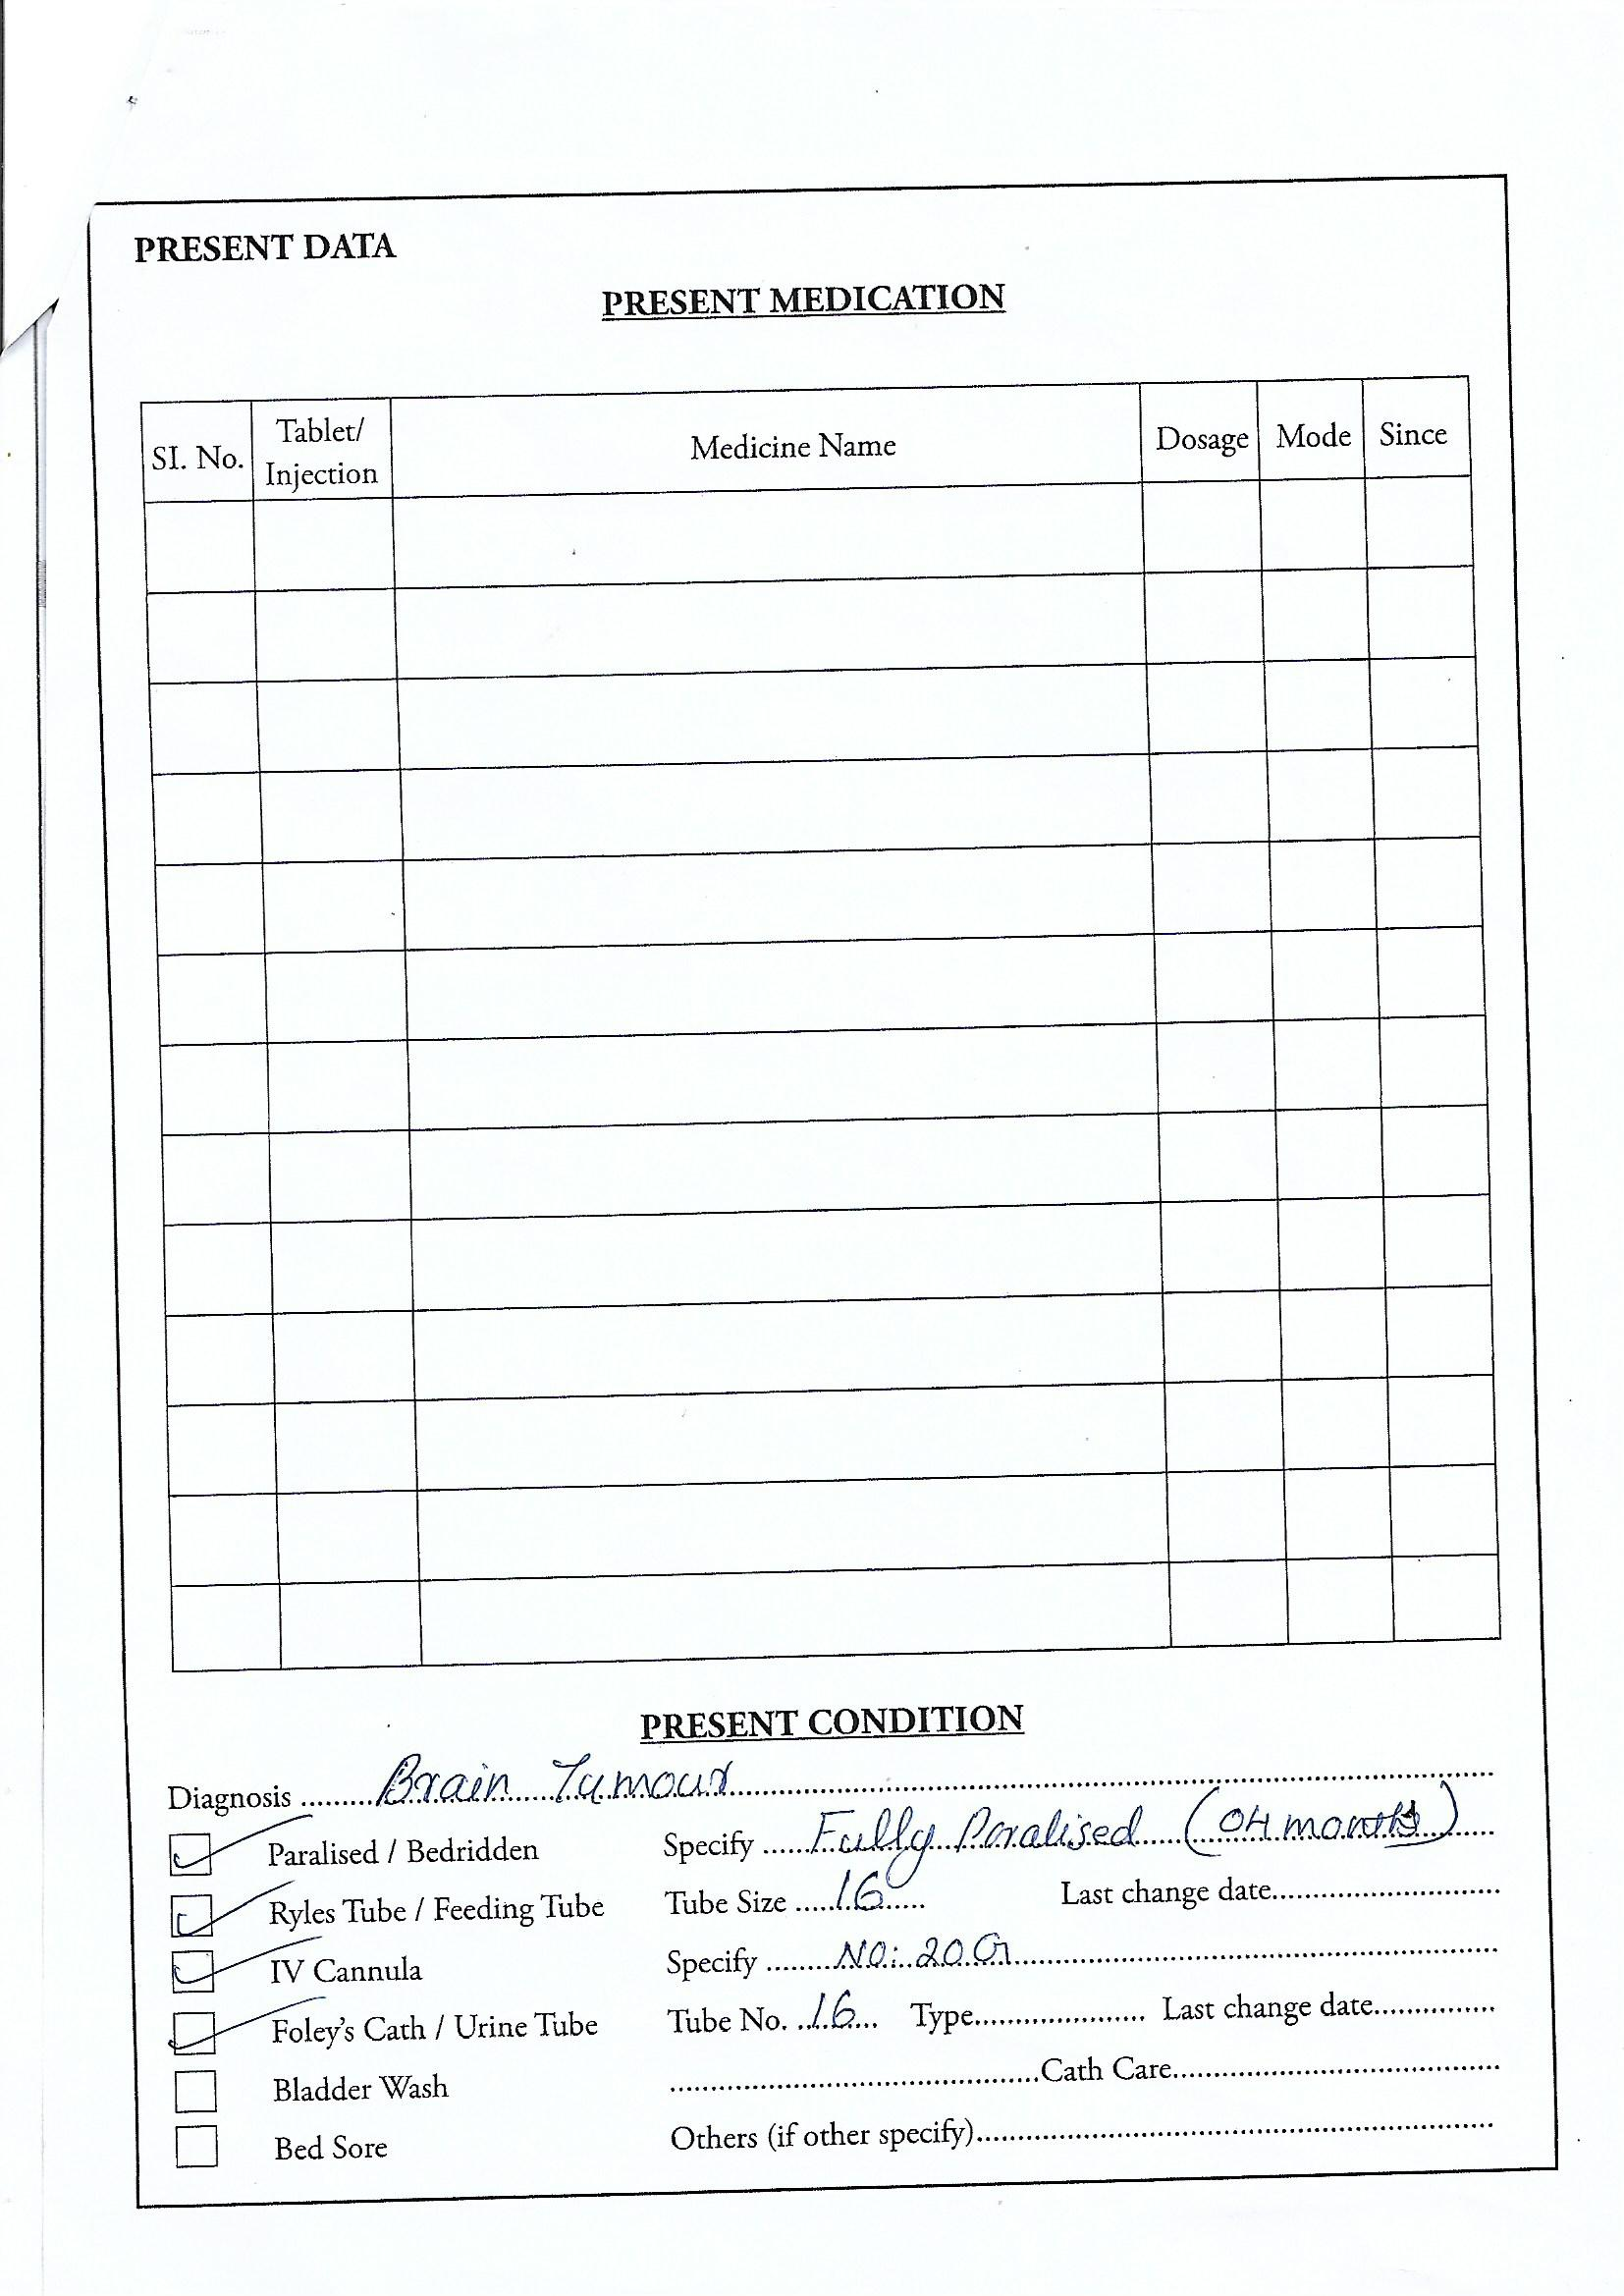 PRESENT DATA
PRESENT MEDICATION
SI. No. Tablet/ Injection Medicine Name Dosage Mode Since
PRESENT CONDITION
Diagnosis ......... Brain Tumour
Paralised / Bedridden Specify ...... Fully Paralised (04 months)
Ryles Tube / Feeding Tube Tube Size ..... 16 ...... Last change date
IV Cannula Specify ........ NO: 20 G
Foley's Cath / Urine Tube Tube No. 16 Type Last change date
Bladder Wash Cath Care
Bed Sore Others (if other specify)